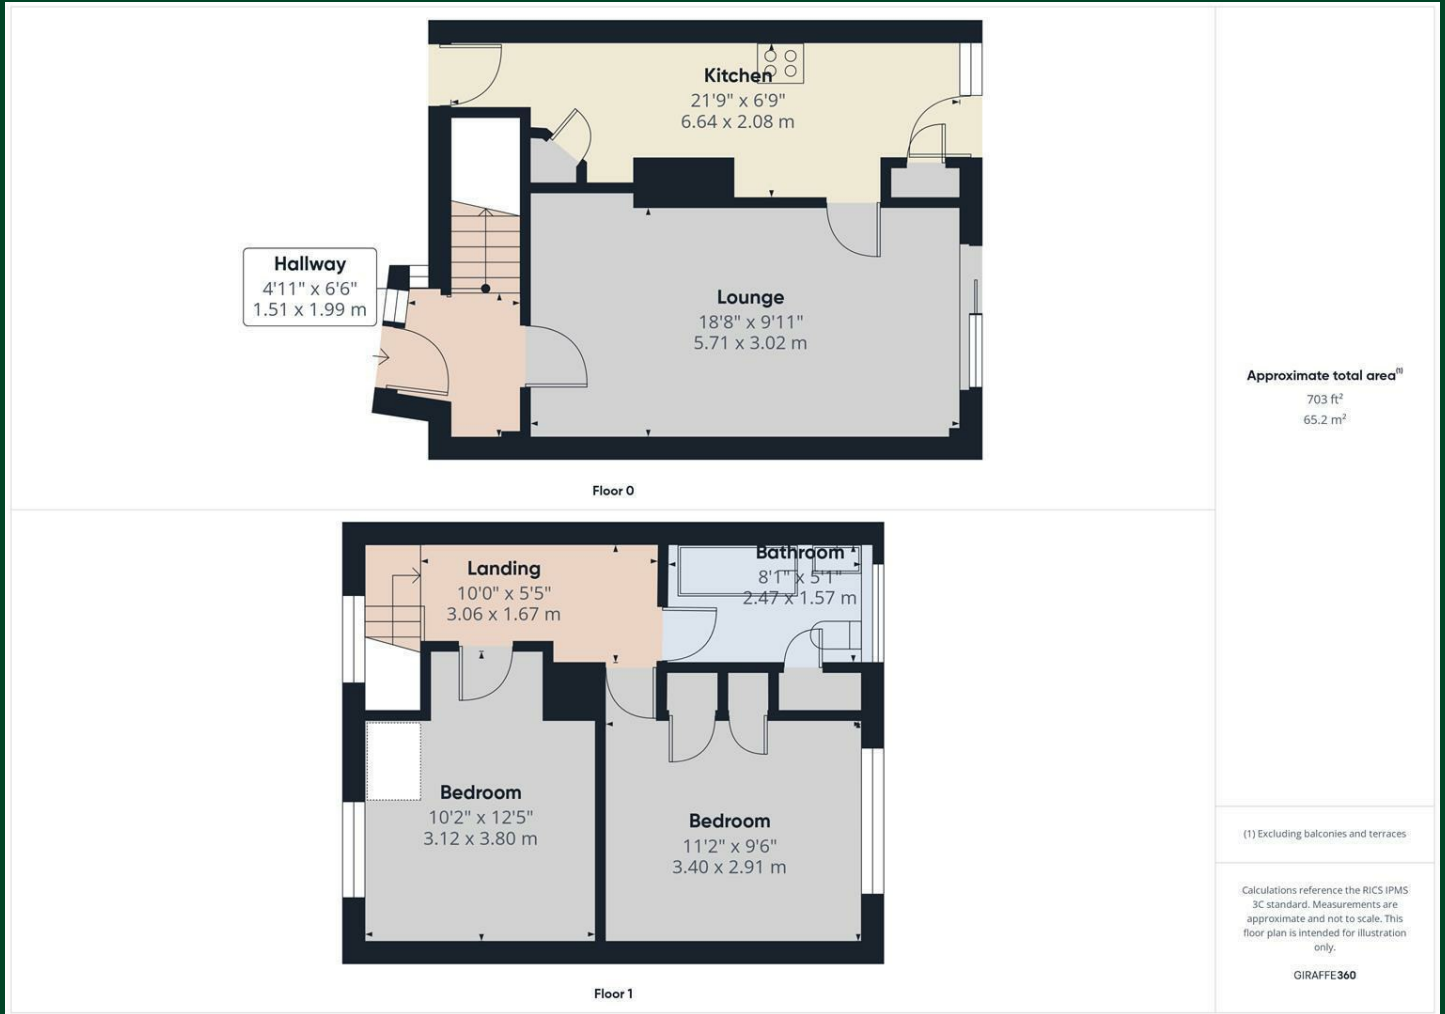 Kitchen
21'9" x 6'9"
6.64 x 2.08 m
Hallway
4'11" x 6'6"
1.51 x 1.99 m
Lounge
18'8" x 9'11"
5.71 x 3.02 m
Floor 0
Landing
10'0" x 5'5"
3.06 x 1.67 m
Bathroom
8'1" x 5'1"
2.47 x 1.57 m
Bedroom
10'2" x 12'5"
3.12 x 3.80 m
Bedroom
11'2" x 9'6"
3.40 x 2.91 m
Floor 1
Approximate total area(1)
703 ft²
65.2 m²
(1) Excluding balconies and terraces
Calculations reference the RICS IPMS
3C standard. Measurements are
approximate and not to scale. This
floor plan is intended for illustration
only.
GIRAFFE360